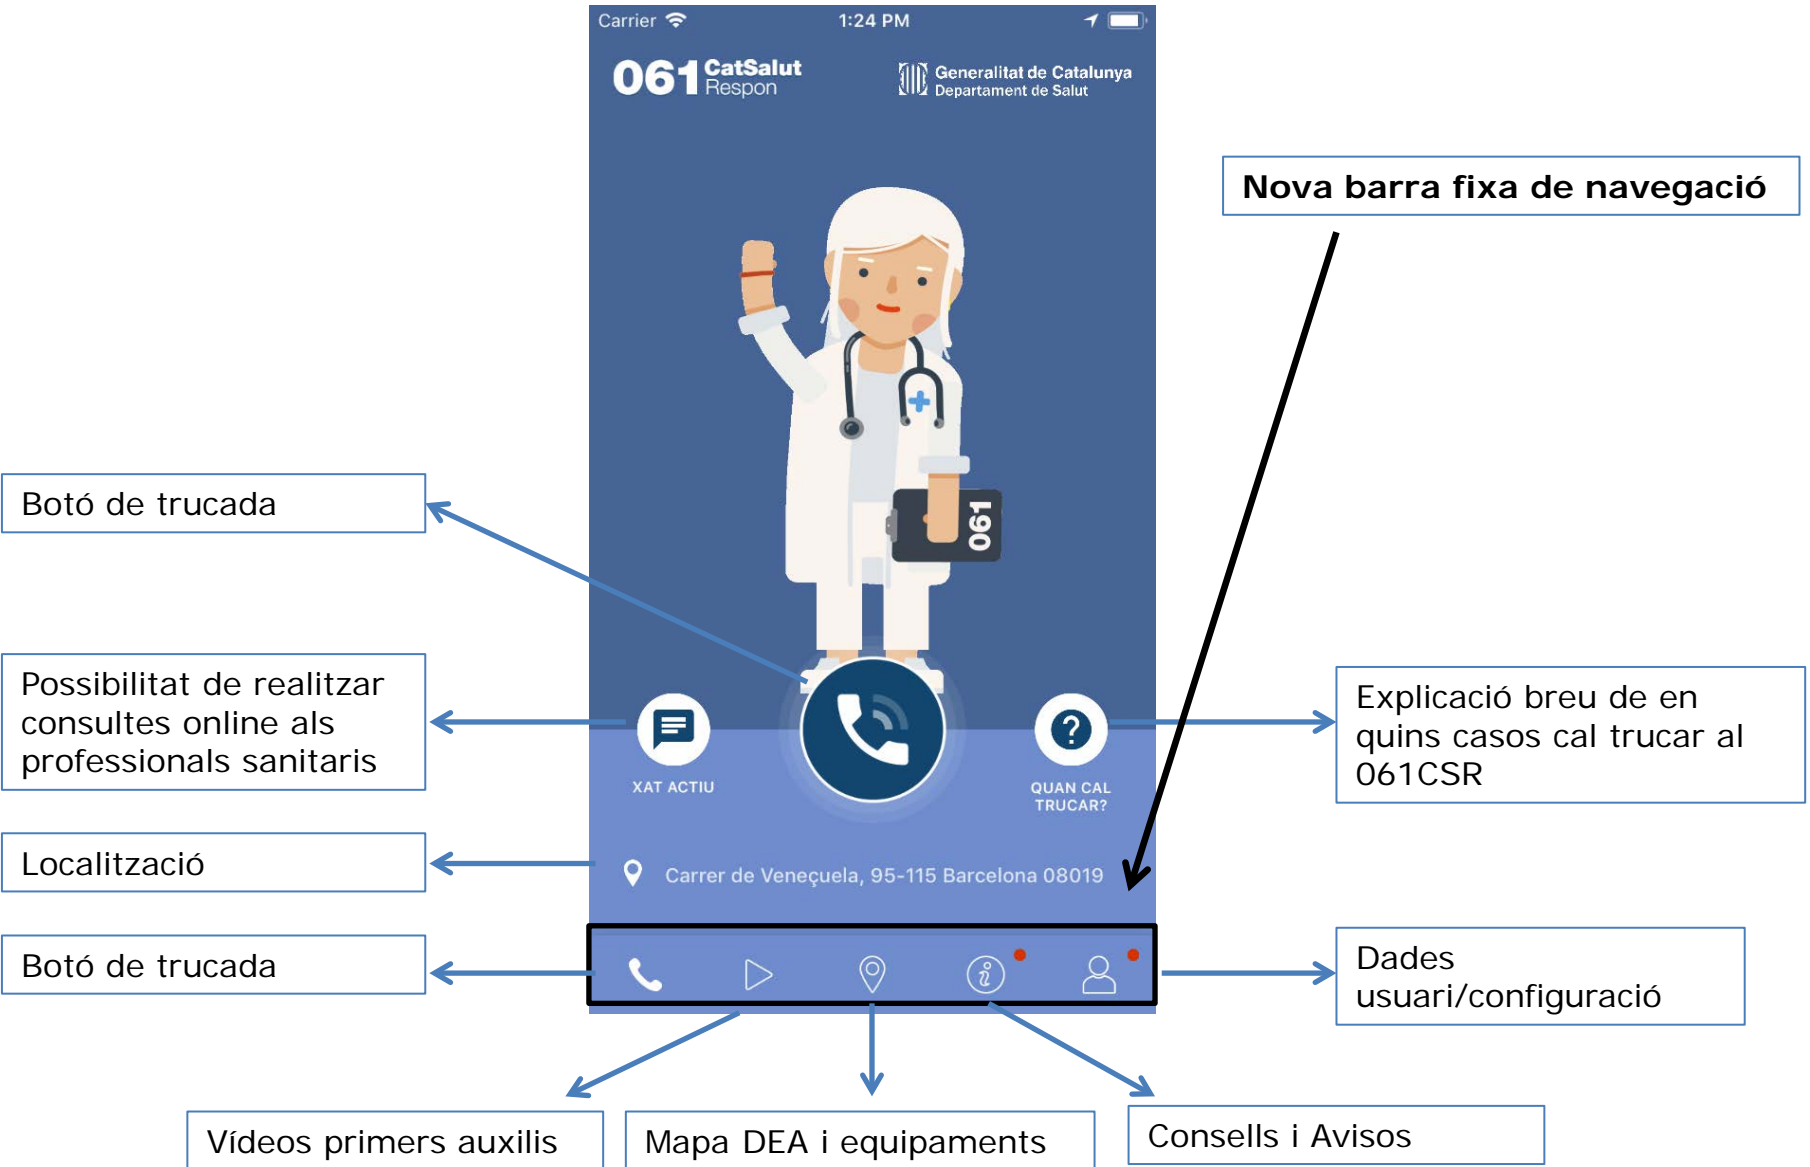 Carrier
1:24 PM
061 CatSalut
Respon
Generalitat de Catalunya
Departament de Salut
Nova barra fixa de navegació
061
Botó de trucada
Possibilitat de realitzar
consultes online als
professionals sanitaris
XAT ACTIU
?
QUAN CAL
TRUCAR?
Explicació breu de en
quins casos cal trucar al
061CSR
Localització
Carrer de Veneçuela, 95-115 Barcelona 08019
Botó de trucada
i
Dades
usuari/configuració
Vídeos primers auxilis
Mapa DEA i equipaments
Consells i Avisos